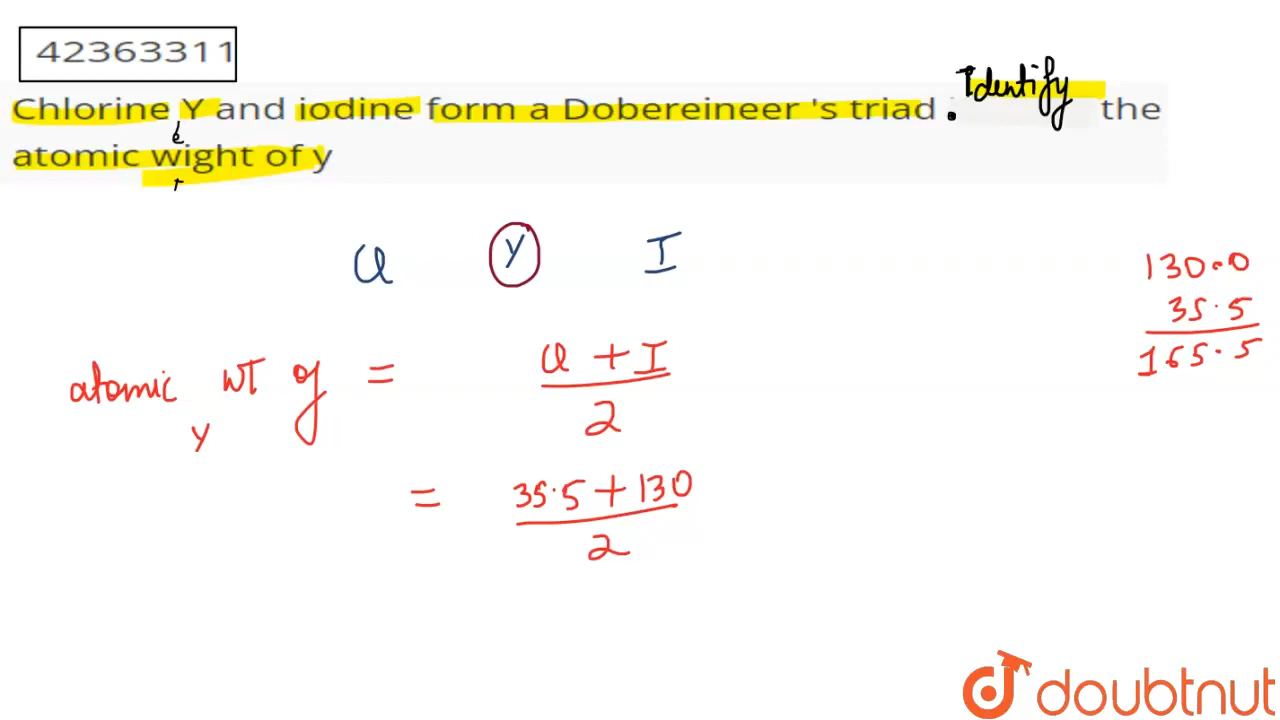 42363311
Chlorine Y and iodine form a Dobereineer 's triad . Identify the
e
atomic wight of y
Cl Y I
130.0
35.5
165.5
atomic wt of = Cl + I
Y 2
= 35.5 + 130
2
doubtnut